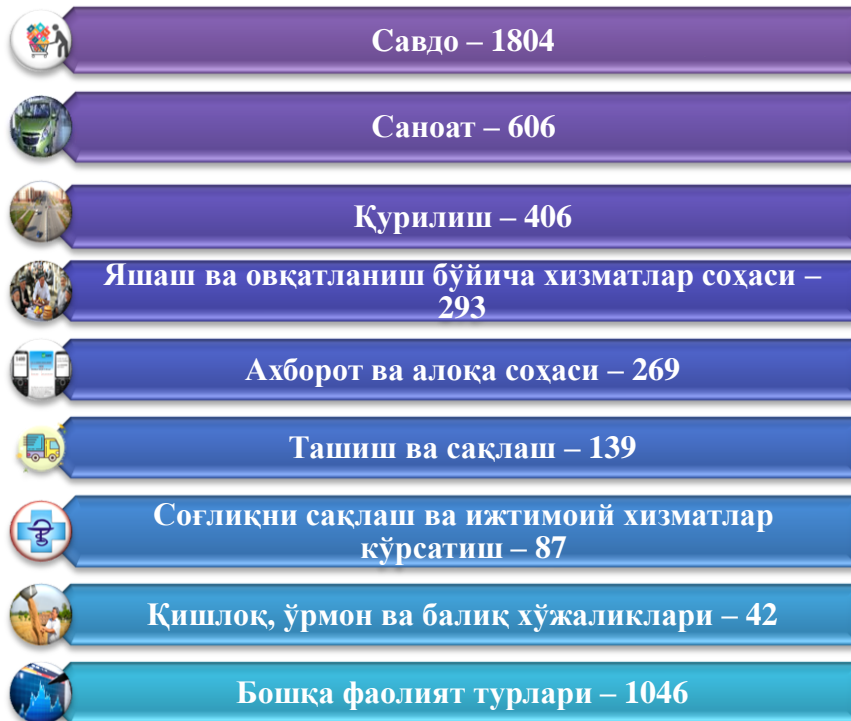 Савдо – 1804
Саноат – 606
Қурилиш – 406
Яшаш ва овқатланиш бўйича хизматлар соҳаси –
293
Ахборот ва алоқа соҳаси – 269
Ташиш ва сақлаш – 139
Соғлиқни сақлаш ва ижтимоий хизматлар
кўрсатиш – 87
Қишлоқ, ўрмон ва балиқ хўжаликлари – 42
Бошқа фаолият турлари – 1046